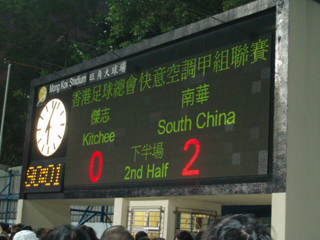 Mong Kok Stadium 旺角大球場
香港足球總會 快意空調甲組聯賽
傑志 南華
Kitchee South China
0 下半場 2
2nd Half
90:01